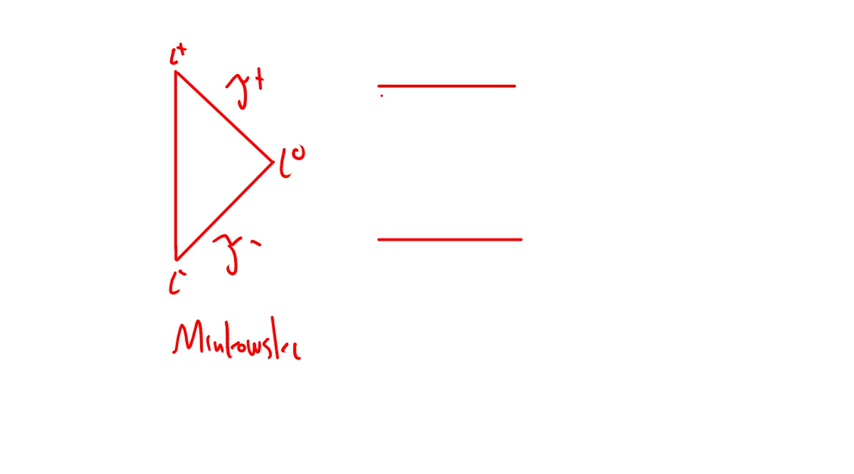 i⁺
𝒥⁺
i⁰
𝒥⁻
i⁻
Minkowski